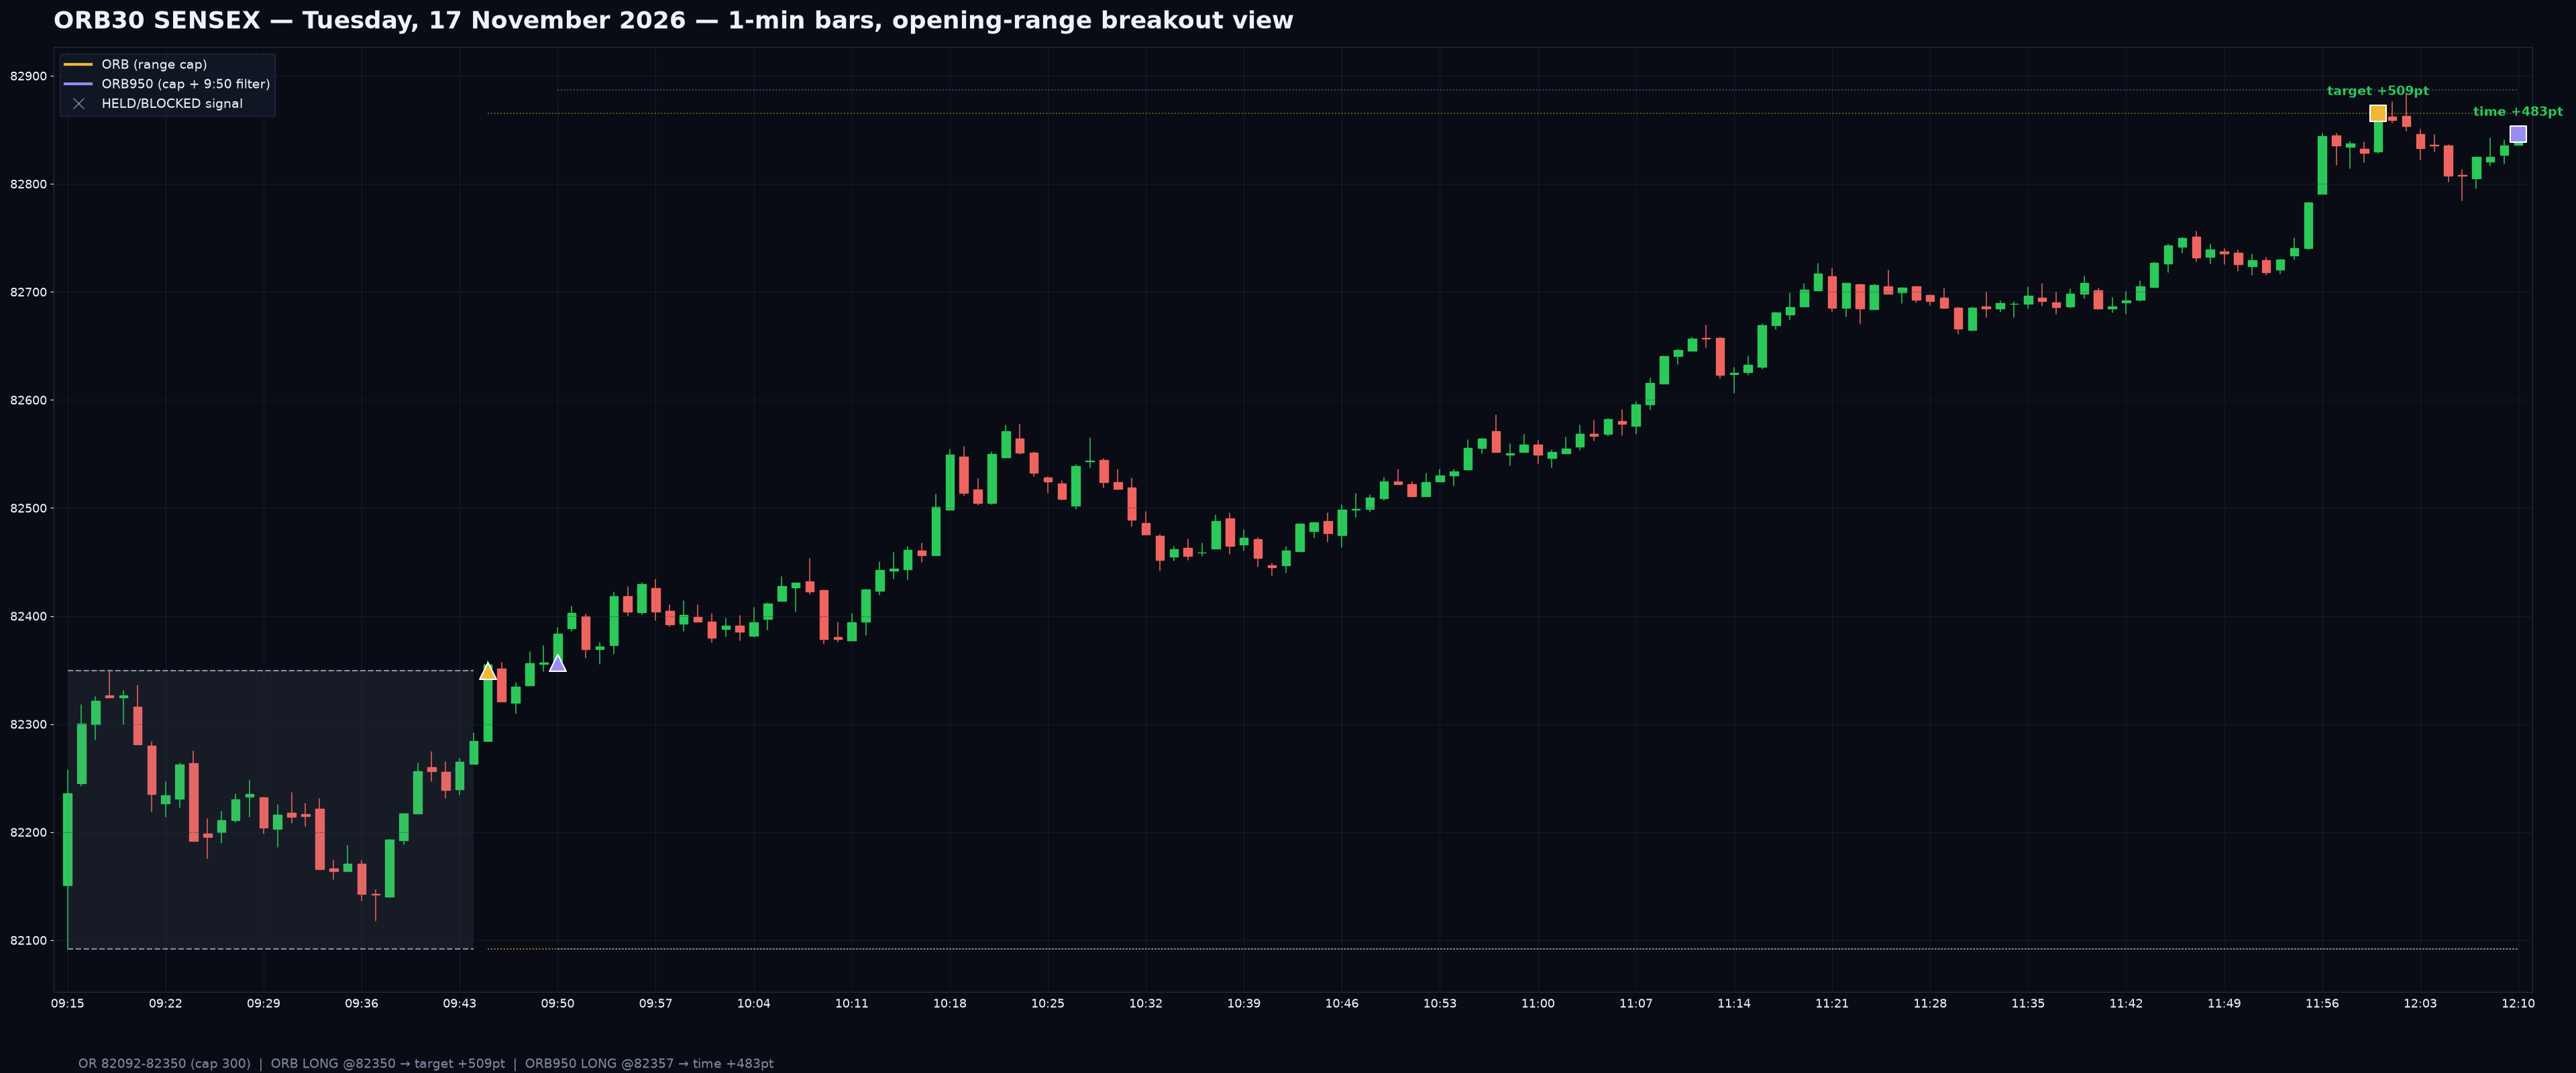 ORB30 SENSEX — Tuesday, 17 November 2026 — 1-min bars, opening-range breakout view
ORB (range cap)
ORB950 (cap + 9:50 filter)
HELD/BLOCKED signal
target +509pt
time +483pt
82900
82800
82700
82600
82500
82400
82300
82200
82100
09:15 09:22 09:29 09:36 09:43 09:50 09:57 10:04 10:11 10:18 10:25 10:32 10:39 10:46 10:53 11:00 11:07 11:14 11:21 11:28 11:35 11:42 11:49 11:56 12:03 12:10
OR 82092-82350 (cap 300) | ORB LONG @82350 → target +509pt | ORB950 LONG @82357 → time +483pt